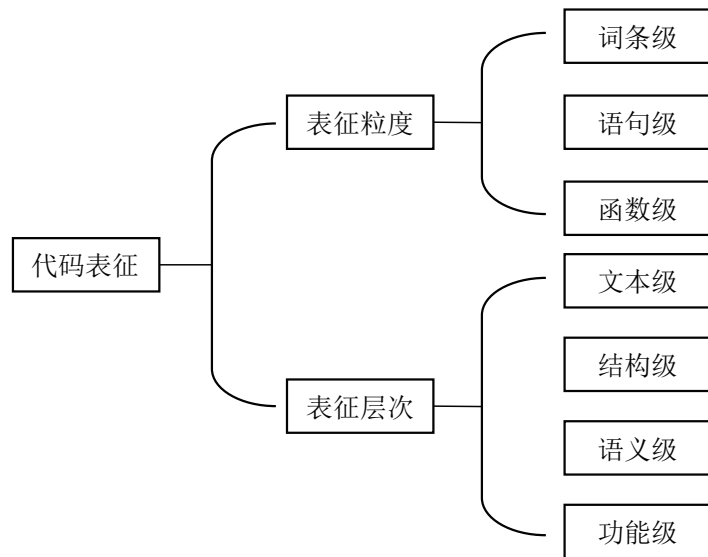 词条级
表征粒度
语句级
函数级
代码表征
文本级
结构级
表征层次
语义级
功能级